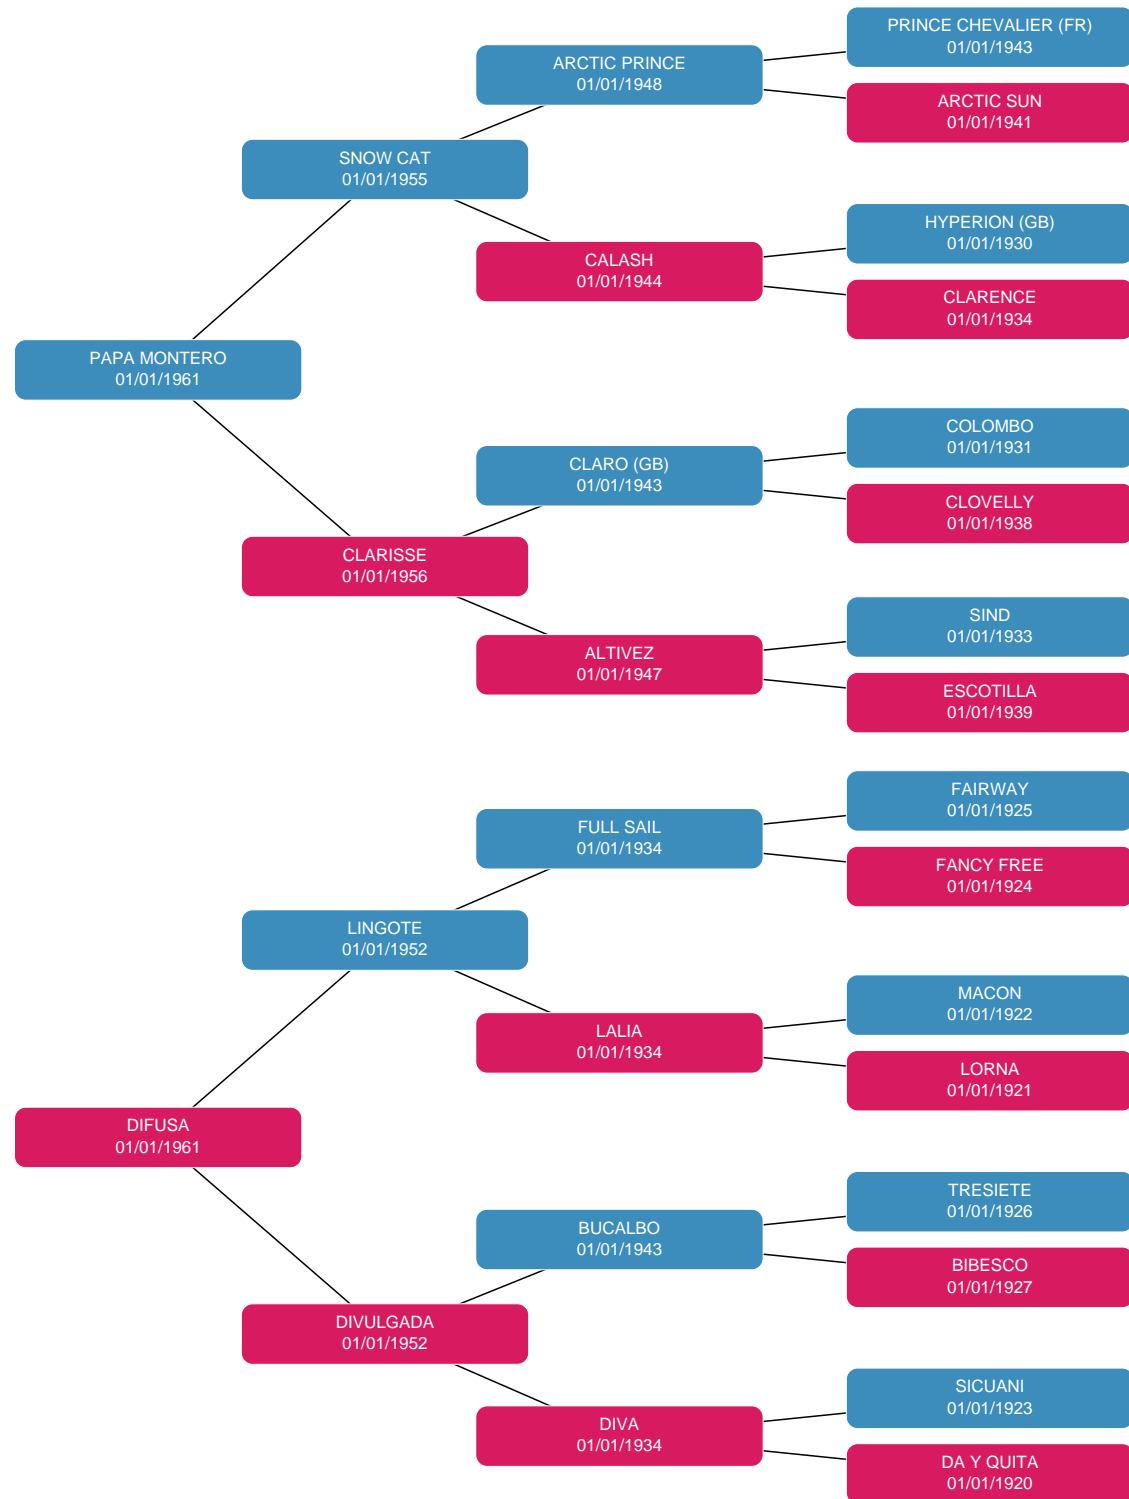 PRINCE CHEVALIER (FR)
01/01/1943
ARCTIC PRINCE
01/01/1948
ARCTIC SUN
01/01/1941
SNOW CAT
01/01/1955
HYPERION (GB)
01/01/1930
CALASH
01/01/1944
CLARENCE
01/01/1934
PAPA MONTERO
01/01/1961
COLOMBO
01/01/1931
CLARO (GB)
01/01/1943
CLOVELLY
01/01/1938
CLARISSE
01/01/1956
SIND
01/01/1933
ALTIVEZ
01/01/1947
ESCOTILLA
01/01/1939
FAIRWAY
01/01/1925
FULL SAIL
01/01/1934
FANCY FREE
01/01/1924
LINGOTE
01/01/1952
MACON
01/01/1922
LALIA
01/01/1934
LORNA
01/01/1921
DIFUSA
01/01/1961
TRESIETE
01/01/1926
BUCALBO
01/01/1943
BIBESCO
01/01/1927
DIVULGADA
01/01/1952
SICUANI
01/01/1923
DIVA
01/01/1934
DA Y QUITA
01/01/1920